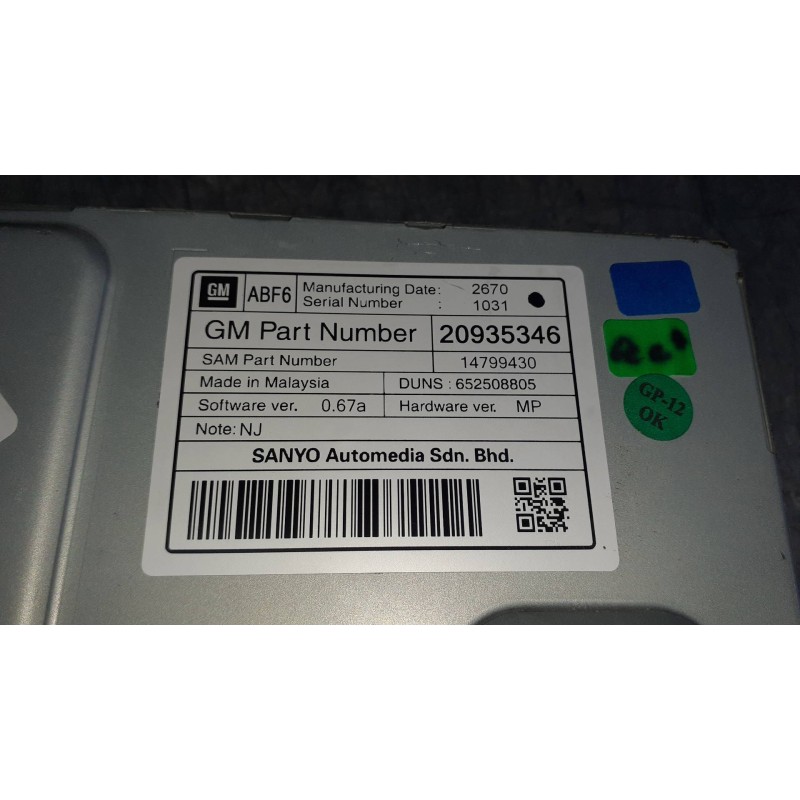 GM ABF6 Manufacturing Date: 2670
Serial Number : 1031
GM Part Number 20935346
SAM Part Number 14799430
Made in Malaysia DUNS : 652508805
Software ver. 0.67a Hardware ver. MP
Note: NJ
SANYO Automedia Sdn. Bhd.
GP-12
OK